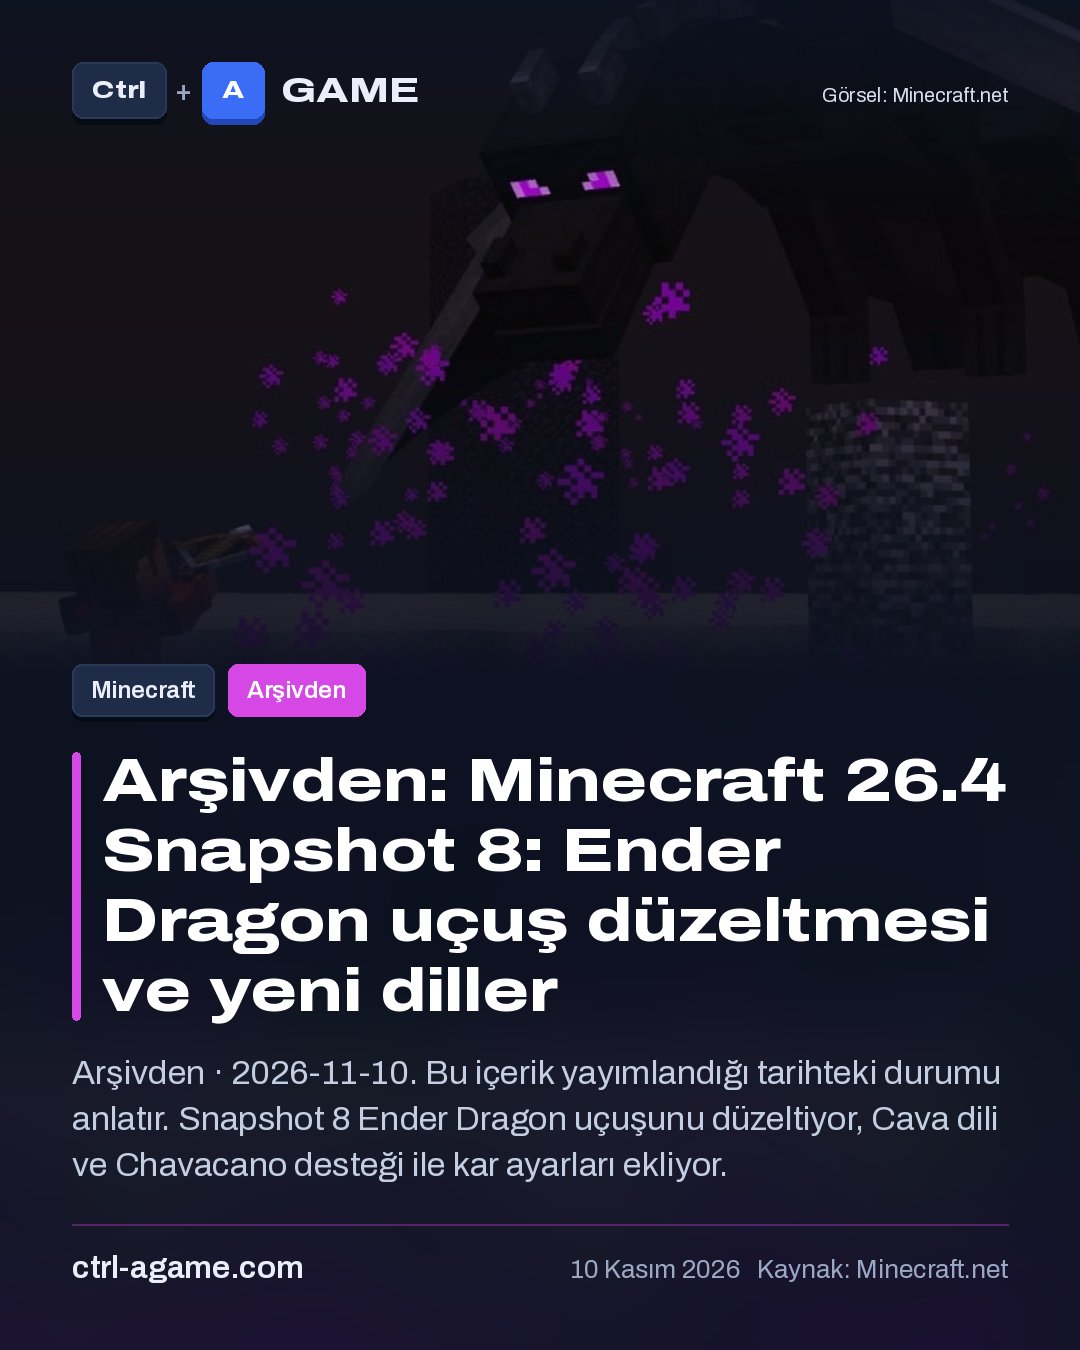 Ctrl + A GAME
Görsel: Minecraft.net
Minecraft
Arşivden
Arşivden: Minecraft 26.4
Snapshot 8: Ender
Dragon uçuş düzeltmesi
ve yeni diller
Arşivden · 2026-11-10. Bu içerik yayımlandığı tarihteki durumu
anlatır. Snapshot 8 Ender Dragon uçuşunu düzeltiyor, Cava dili
ve Chavacano desteği ile kar ayarları ekliyor.
ctrl-agame.com
10 Kasım 2026 Kaynak: Minecraft.net